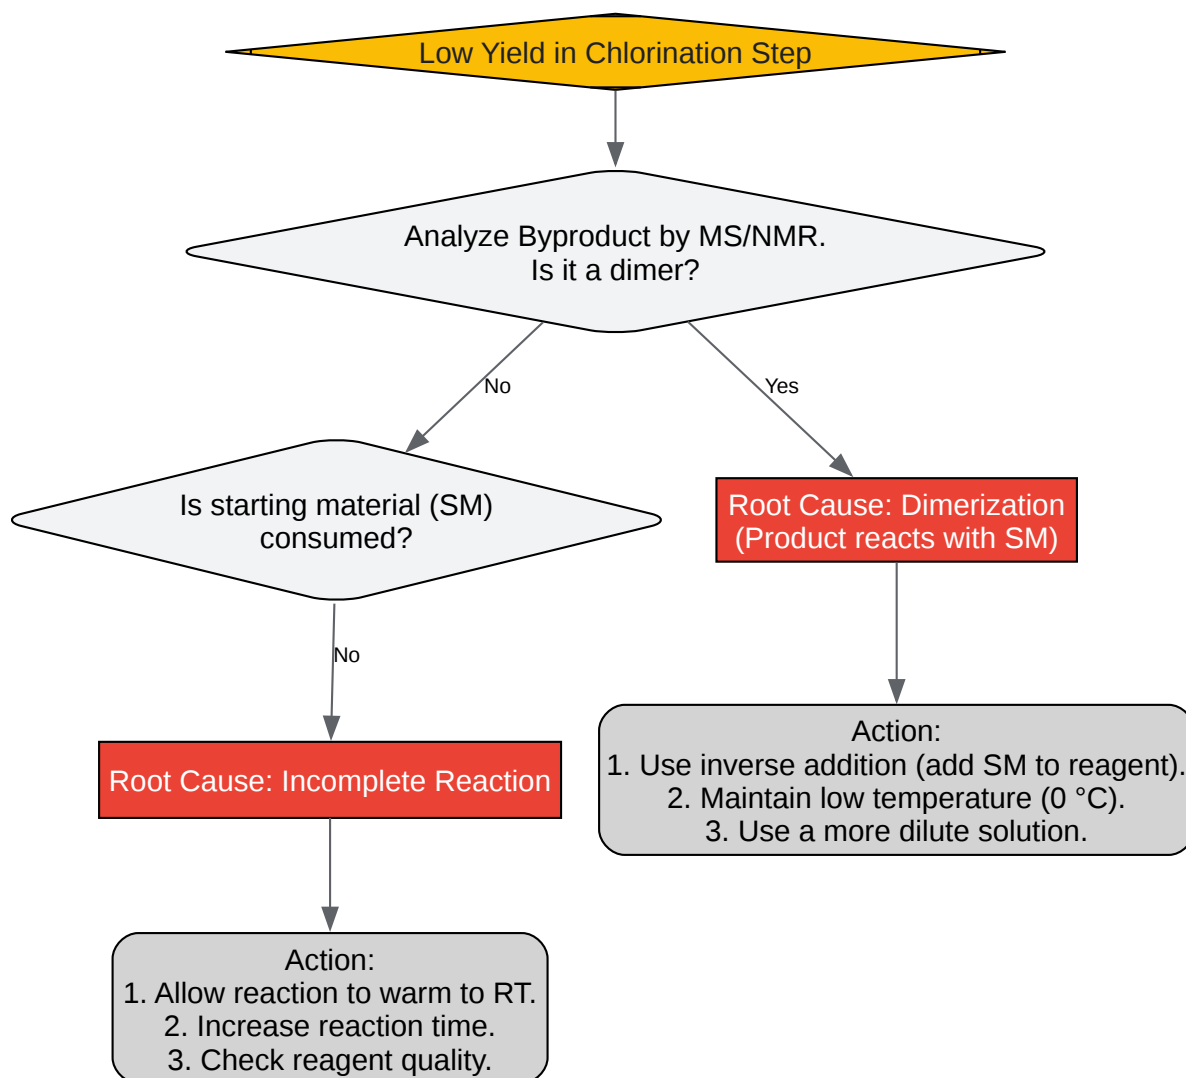 Low Yield in Chlorination Step
Analyze Byproduct by MS/NMR.
Is it a dimer?
No
Yes
Is starting material (SM)
consumed?
Root Cause: Dimerization
(Product reacts with SM)
No
Action:
1. Use inverse addition (add SM to reagent).
2. Maintain low temperature (0 °C).
3. Use a more dilute solution.
Root Cause: Incomplete Reaction
Action:
1. Allow reaction to warm to RT.
2. Increase reaction time.
3. Check reagent quality.